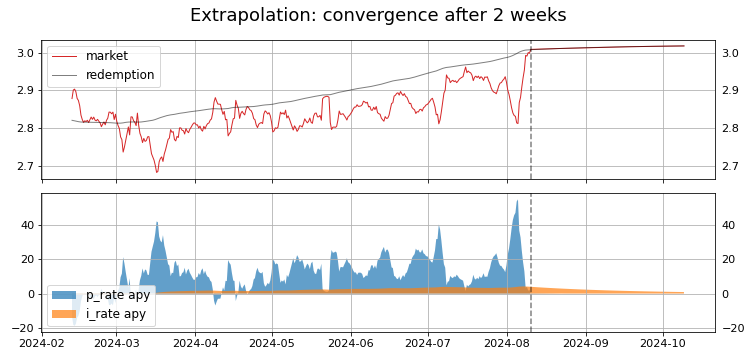 Extrapolation: convergence after 2 weeks
3.0
2.9
2.8
2.7
market
redemption
3.0
2.9
2.8
2.7
40
20
0
−20
p_rate apy
i_rate apy
40
20
0
−20
2024-02 2024-03 2024-04 2024-05 2024-06 2024-07 2024-08 2024-09 2024-10